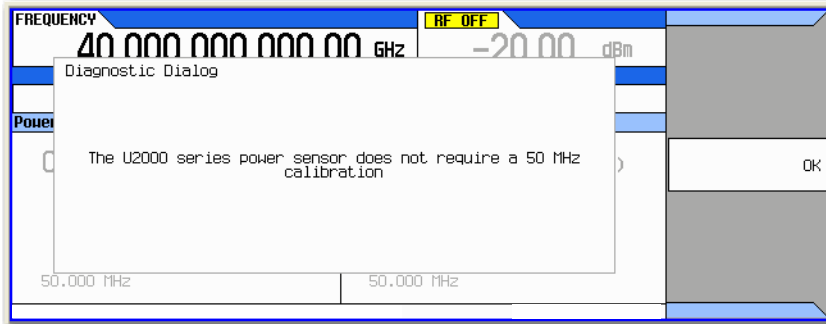 FREQUENCY
RF OFF
40.000 000 000 00 GHz
-20.00 dBm
Diagnostic Dialog
Power
The U2000 series power sensor does not require a 50 MHz
calibration
OK
50.000 MHz
50.000 MHz